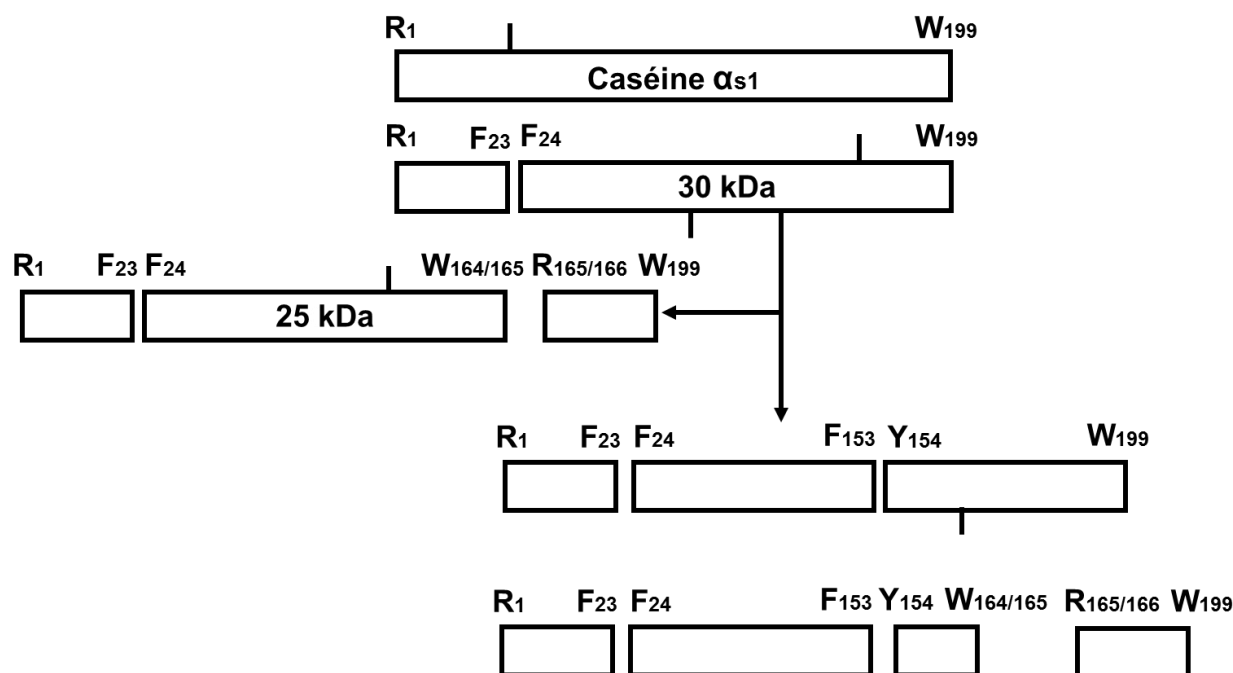 R1 W199
Caséine αs1
R1 F23 F24 W199
30 kDa
R1 F23 F24 W164/165 R165/166 W199
25 kDa
R1 F23 F24 F153 Y154 W199
R1 F23 F24 F153 Y154 W164/165 R165/166 W199